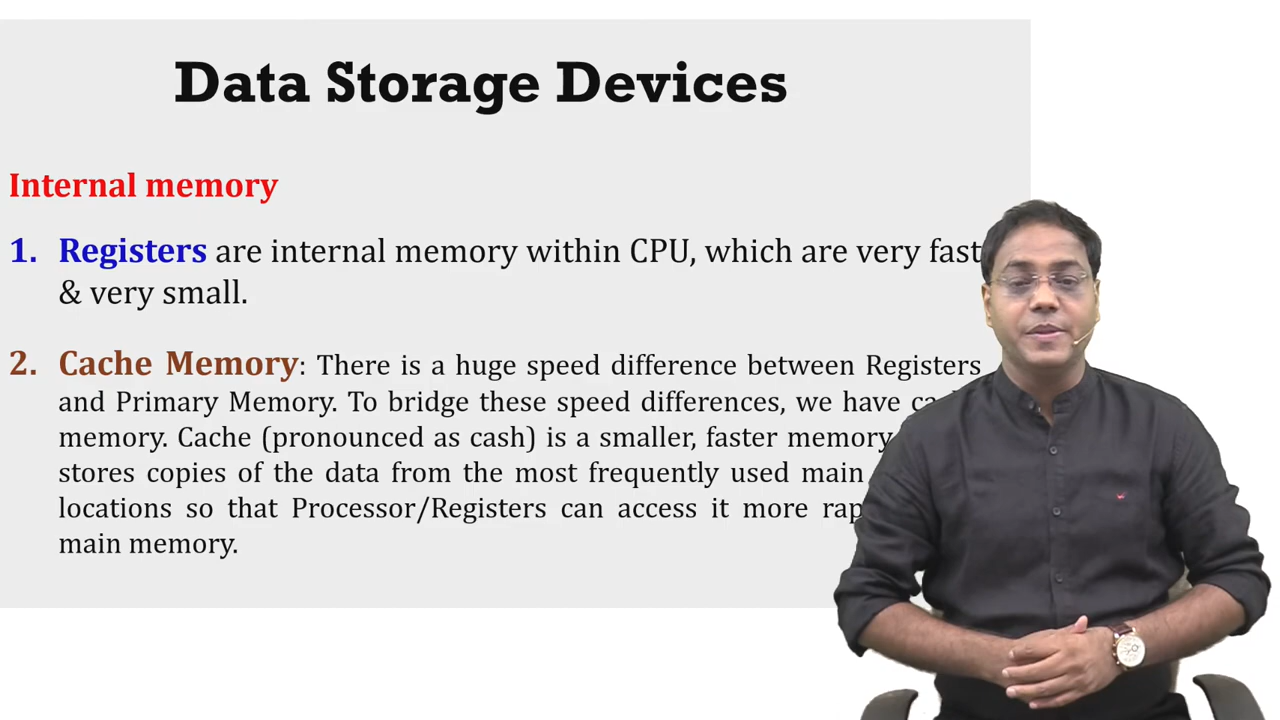 Data Storage Devices
Internal memory
1. Registers are internal memory within CPU, which are very fast
& very small.
2. Cache Memory: There is a huge speed difference between Registers
and Primary Memory. To bridge these speed differences, we have
memory. Cache (pronounced as cash) is a smaller, faster memory
stores copies of the data from the most frequently used main
locations so that Processor/Registers can access it more
main memory.